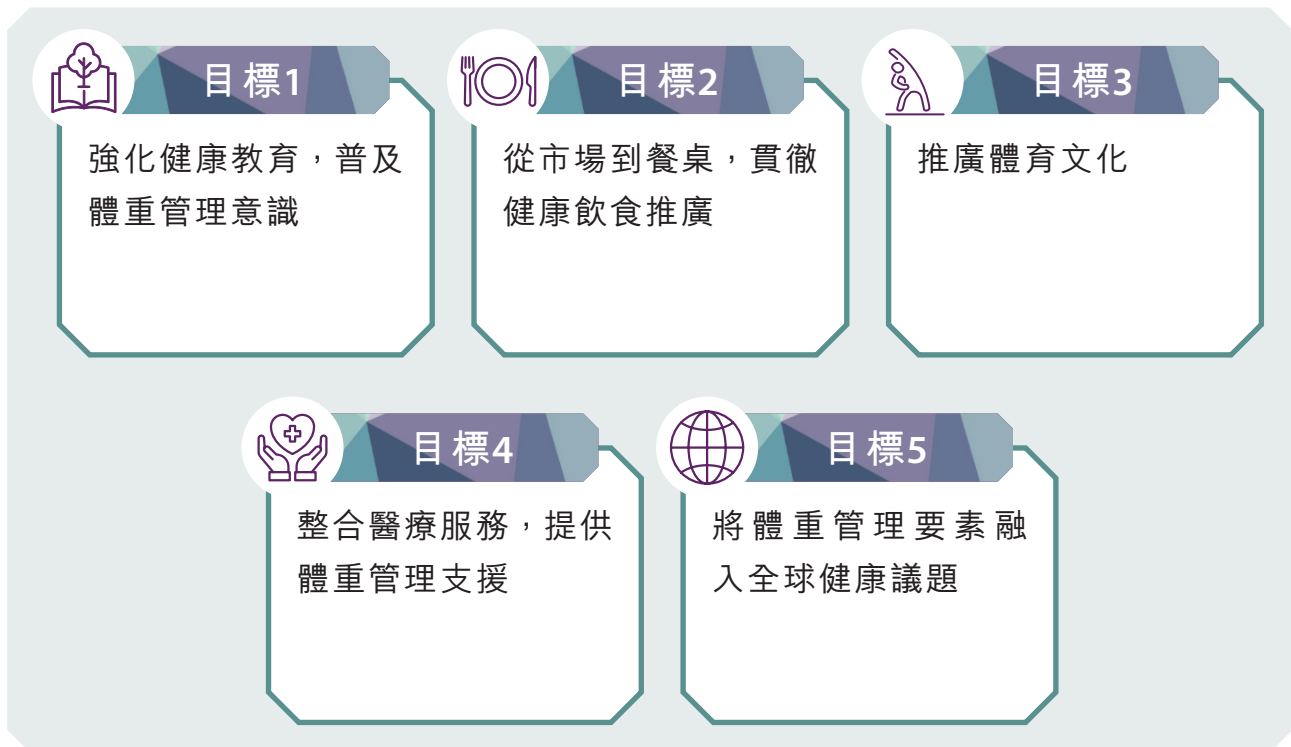 目標1
強化健康教育，普及
體重管理意識
目標2
從市場到餐桌，貫徹
健康飲食推廣
目標3
推廣體育文化
目標4
整合醫療服務，提供
體重管理支援
目標5
將體重管理要素融
入全球健康議題